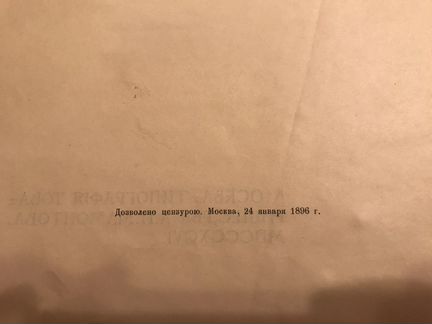 Дозволено цензурою. Москва, 24 января 1896 г.